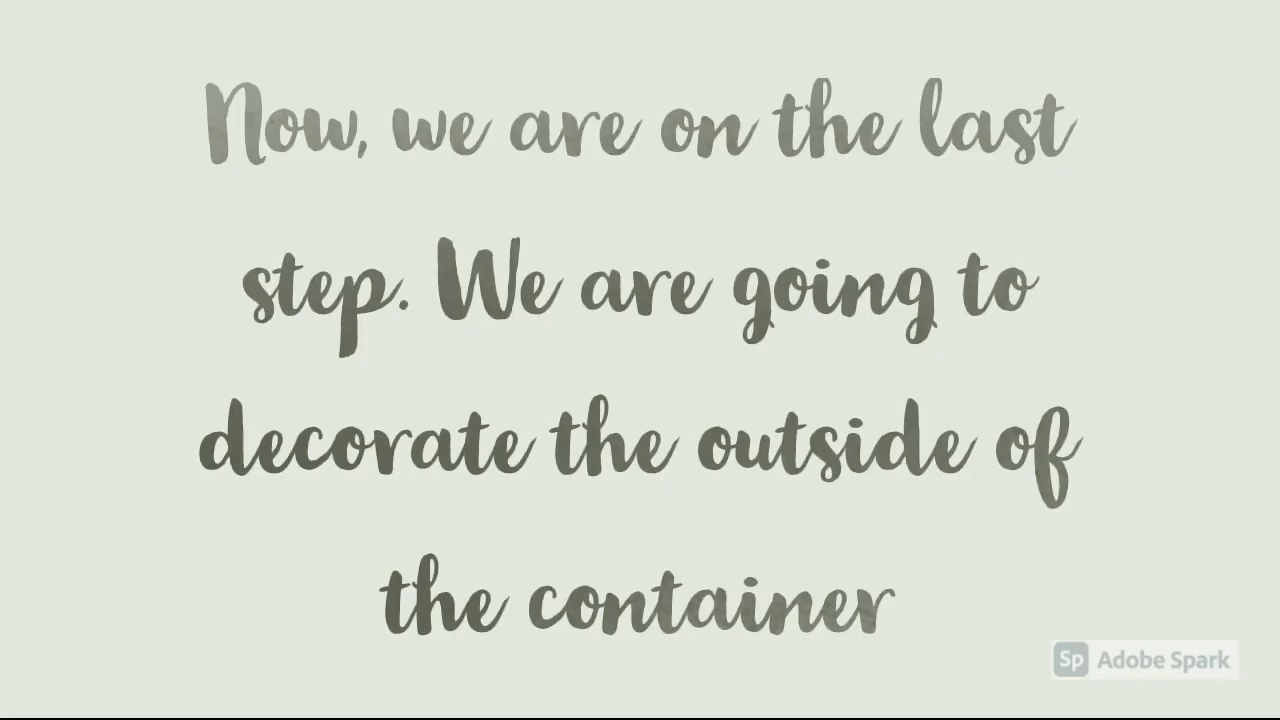 Now, we are on the last
step. We are going to
decorate the outside of
the container
Sp Adobe Spark